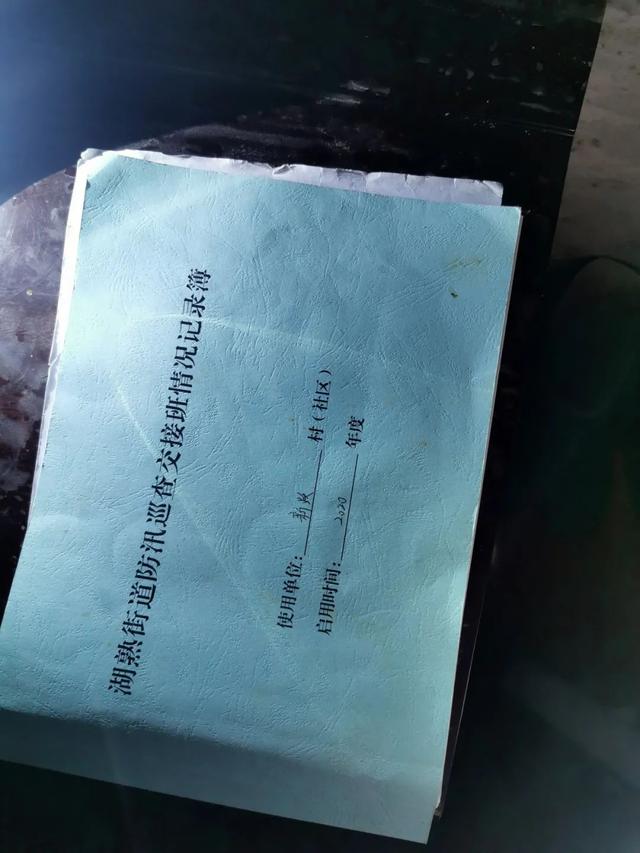 湖熟街道防汛巡查交接班情况记录簿
使用单位：新 村（社区）
启用时间：2020 年度